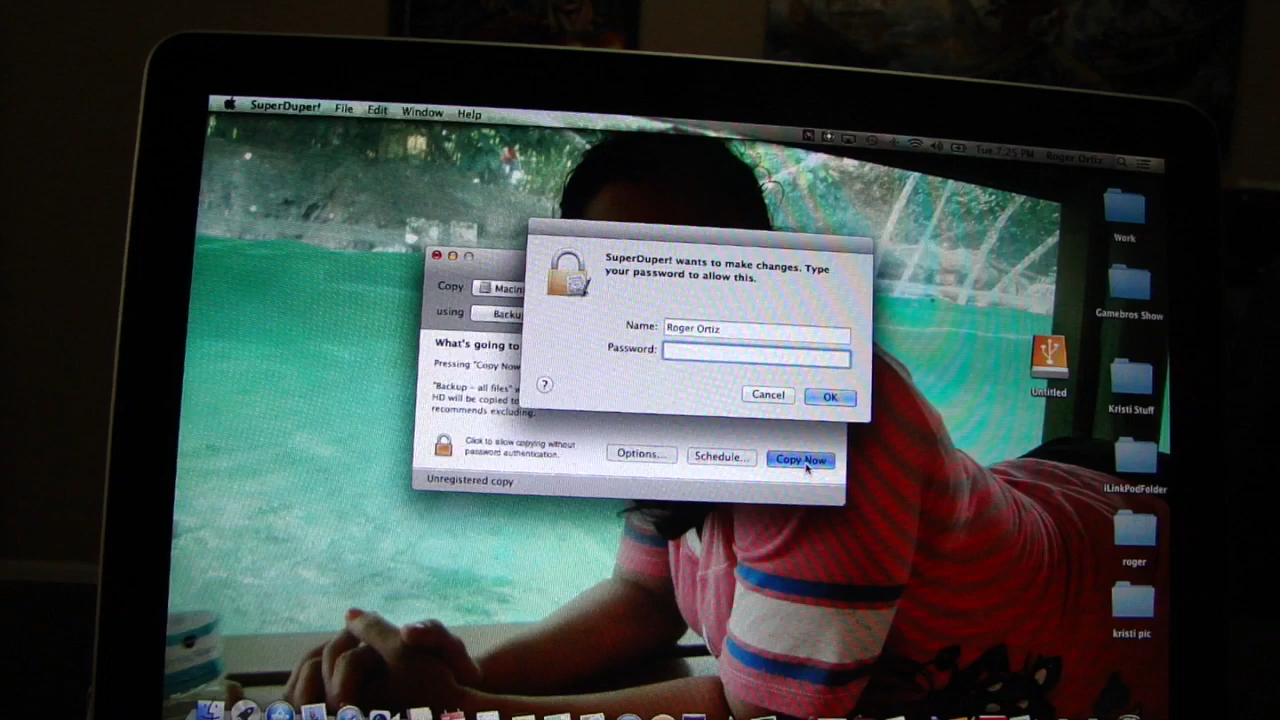 SuperDuper! File Edit Window Help
Tue 7:25 PM Roger Ortiz
Work
Gamebros Show
Untitled
Kristi Stuff
iLinkPodFolder
roger
kristi pic
SuperDuper! wants to make changes. Type
your password to allow this.
Name: Roger Ortiz
Password:
?
Cancel OK
Copy Macin
using Backu
What's going to
Pressing "Copy Now
"Backup – all files" w
HD will be copied to
recommends excluding.
Click to allow copying without
password authentication.
Options... Schedule... Copy Now
Unregistered copy